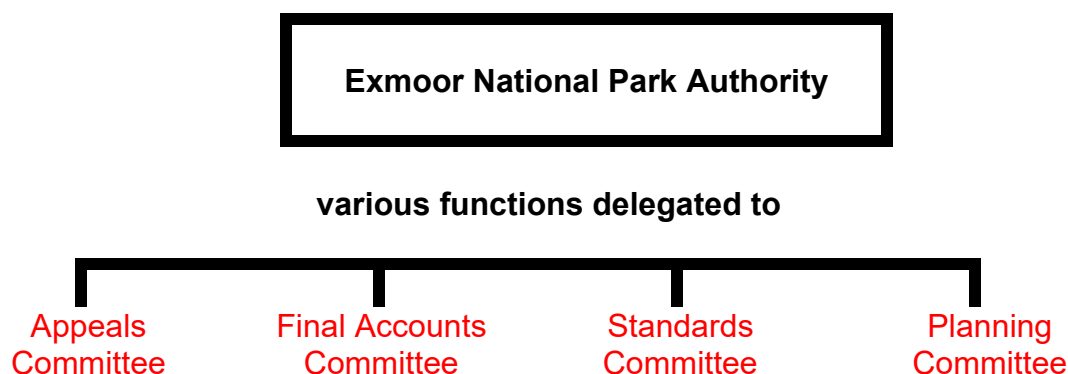 Exmoor National Park Authority
various functions delegated to
Appeals
Committee
Final Accounts
Committee
Standards
Committee
Planning
Committee